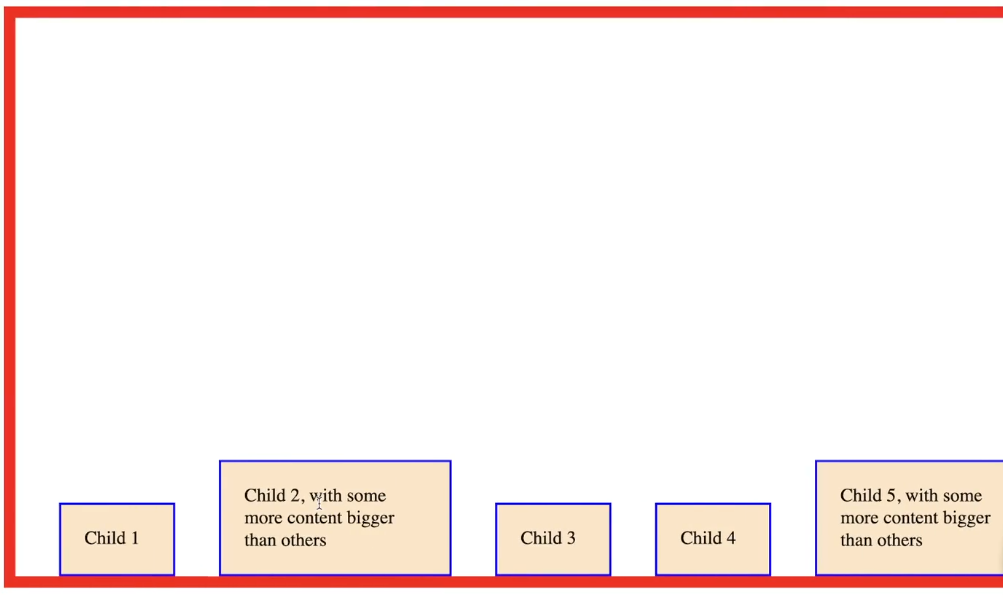 Child 1
Child 2, with some
more content bigger
than others
Child 3
Child 4
Child 5, with some
more content bigger
than others